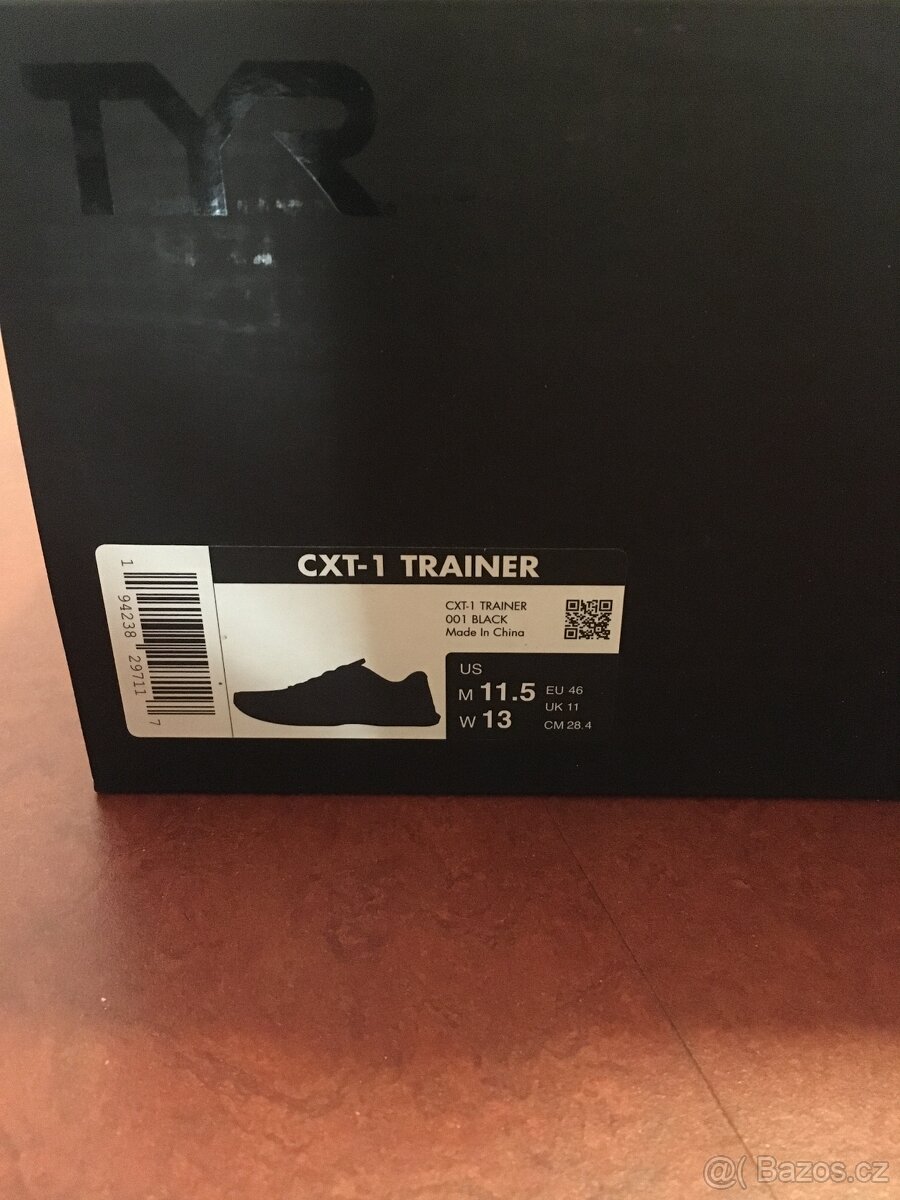 TYR
CXT-1 TRAINER
CXT-1 TRAINER
001 BLACK
Made In China
1 94238 29711 7
US
M 11.5 EU 46
UK 11
W 13
CM 28.4
@( Bazos.cz